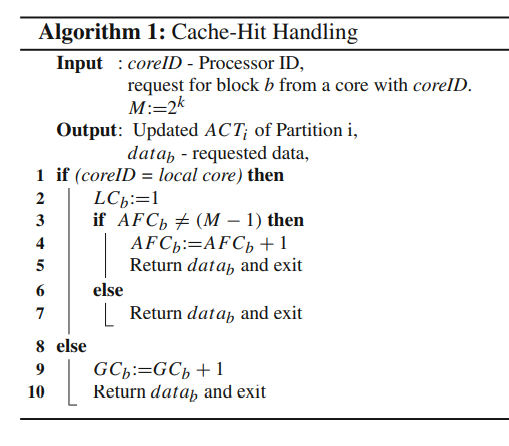 Algorithm 1: Cache-Hit Handling
Input : coreID - Processor ID,
request for block b from a core with coreID.
M:=2^k
Output: Updated ACT_i of Partition i,
data_b - requested data,
1 if (coreID = local core) then
2 LC_b:=1
3 if AFC_b ≠ (M − 1) then
4 AFC_b:=AFC_b + 1
5 Return data_b and exit
6 else
7 Return data_b and exit
8 else
9 GC_b:=GC_b + 1
10 Return data_b and exit